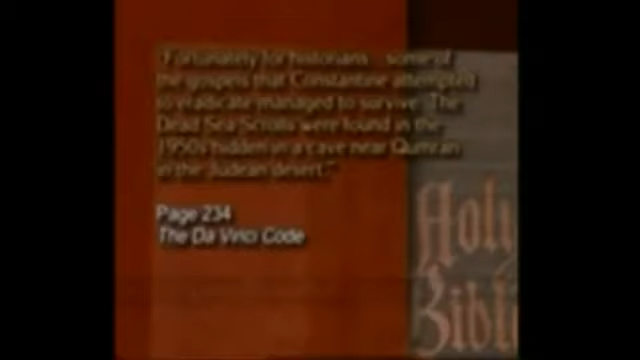 "Fortunately for historians... some of
the gospels that Constantine attempted
to eradicate managed to survive. The
Dead Sea Scrolls were found in the
1950s hidden in a cave near Qumran
in the Judean desert."
Page 234
The Da Vinci Code
Holy
Bibl